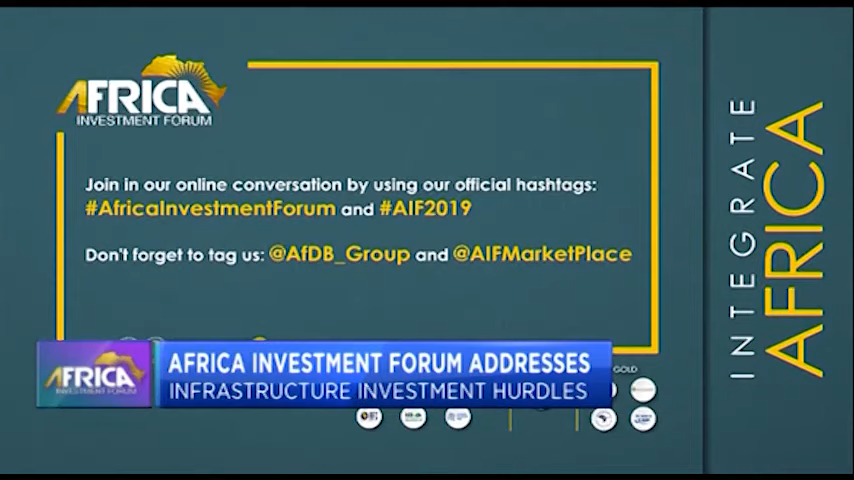 AFRICA
INVESTMENT FORUM
Join in our online conversation by using our official hashtags:
#AfricaInvestmentForum and #AIF2019
Don't forget to tag us: @AfDB_Group and @AIFMarketPlace
INTEGRATE
AFRICA
AFRICA
INVESTMENT FORUM
AFRICA INVESTMENT FORUM ADDRESSES
INFRASTRUCTURE INVESTMENT HURDLES
GOLD